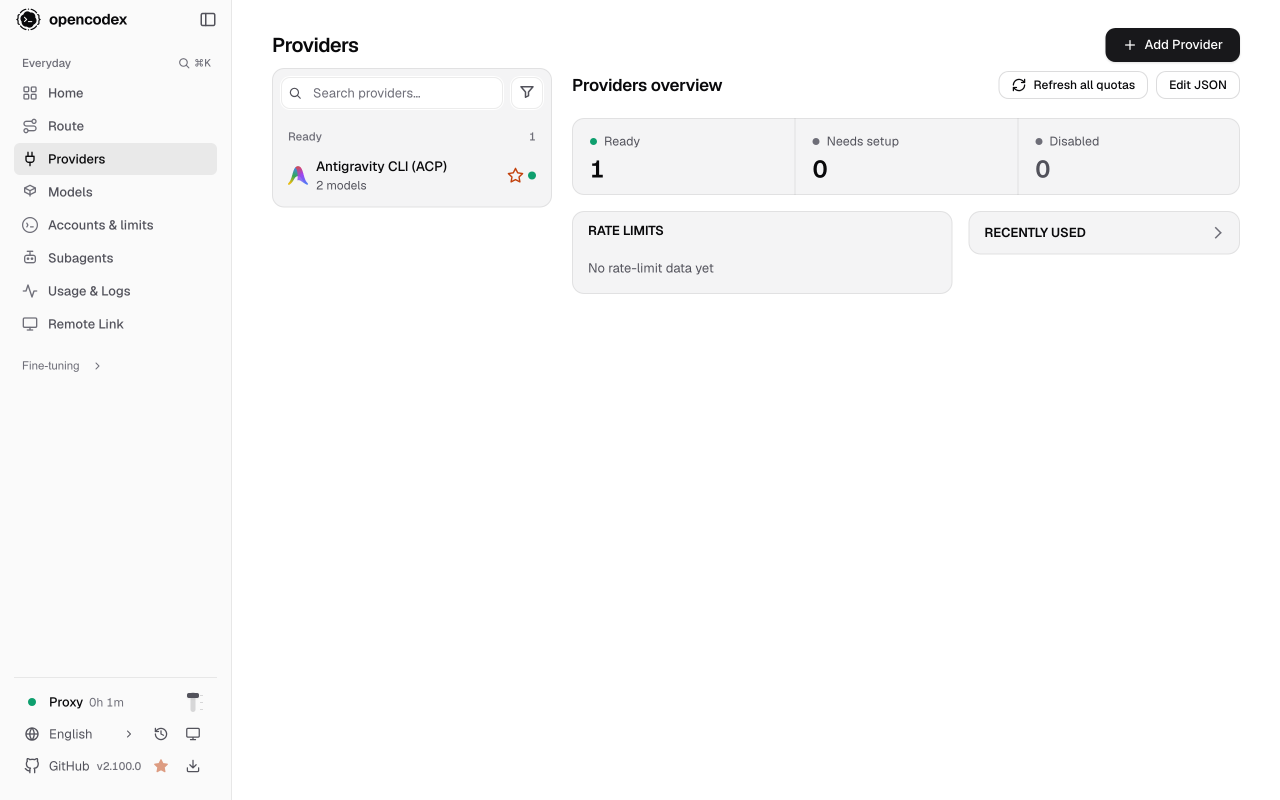 opencodex
Everyday
⌘K
Home
Route
Providers
Models
Accounts & limits
Subagents
Usage & Logs
Remote Link
Fine-tuning
Proxy 0h 1m
English
GitHub v2.100.0
Providers
Add Provider
Search providers...
Ready 1
Antigravity CLI (ACP)
2 models
Providers overview
Refresh all quotas
Edit JSON
Ready
1
Needs setup
0
Disabled
0
RATE LIMITS
No rate-limit data yet
RECENTLY USED